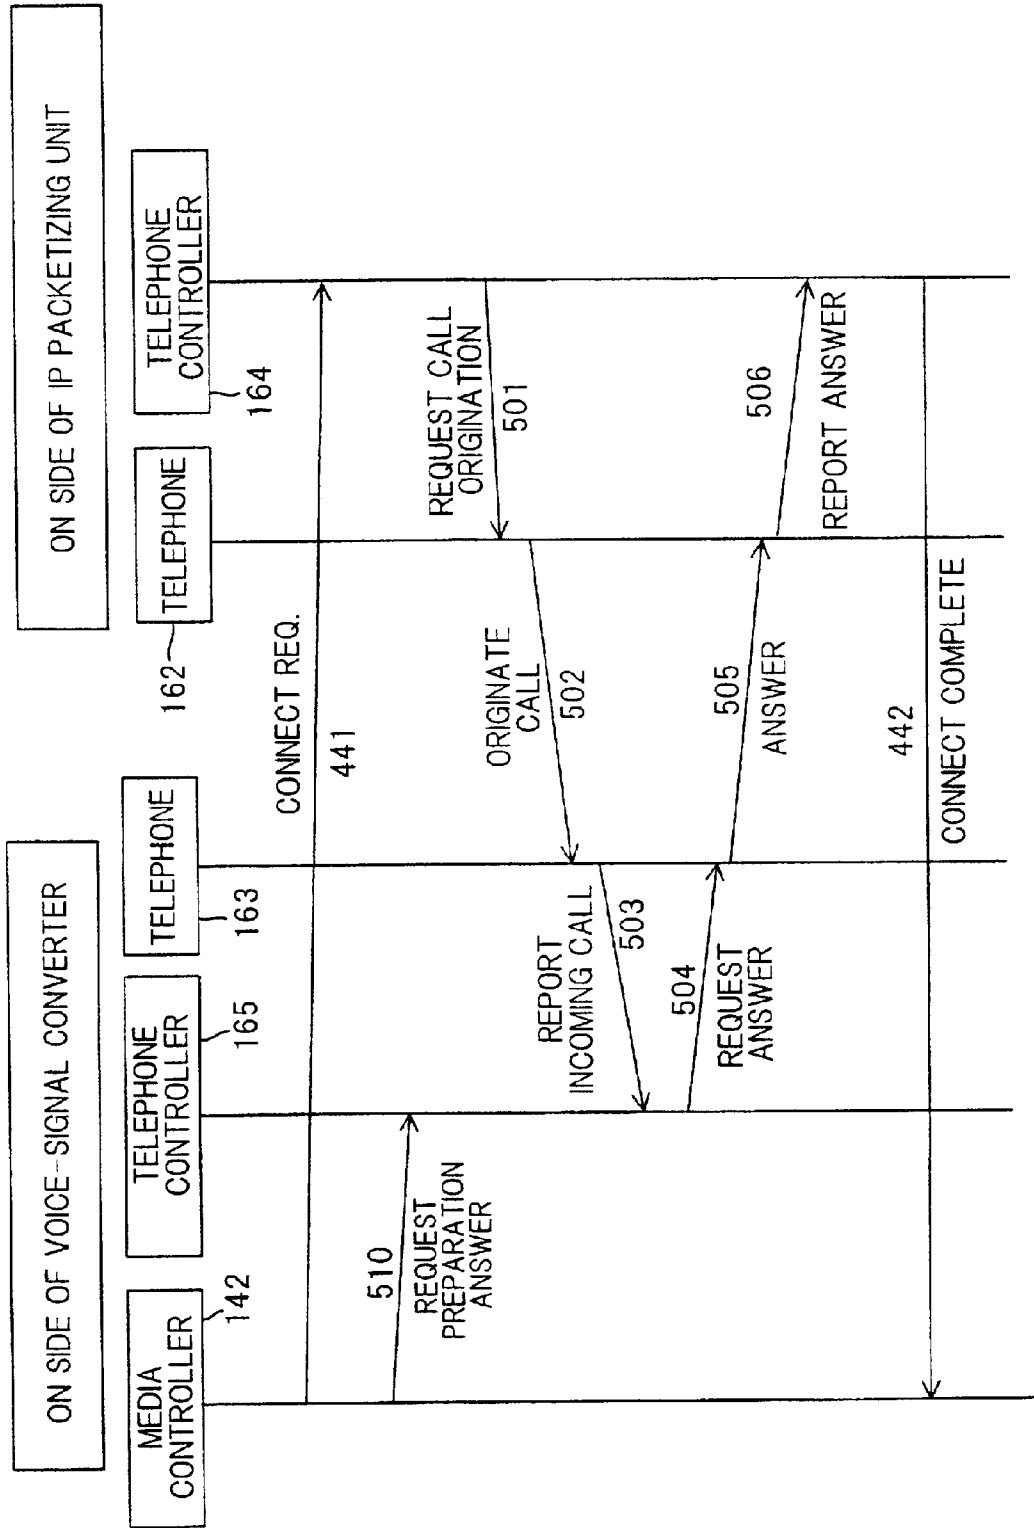 ON SIDE OF VOICE-SIGNAL CONVERTER
ON SIDE OF IP PACKETIZING UNIT
MEDIA
CONTROLLER
142
TELEPHONE
CONTROLLER
165
TELEPHONE
163
TELEPHONE
162
TELEPHONE
CONTROLLER
164
CONNECT REQ.
441
510
REQUEST
PREPARATION
ANSWER
REQUEST CALL
ORIGINATION
501
ORIGINATE
CALL
502
REPORT
INCOMING CALL
503
504
REQUEST
ANSWER
505
ANSWER
506
REPORT ANSWER
442
CONNECT COMPLETE